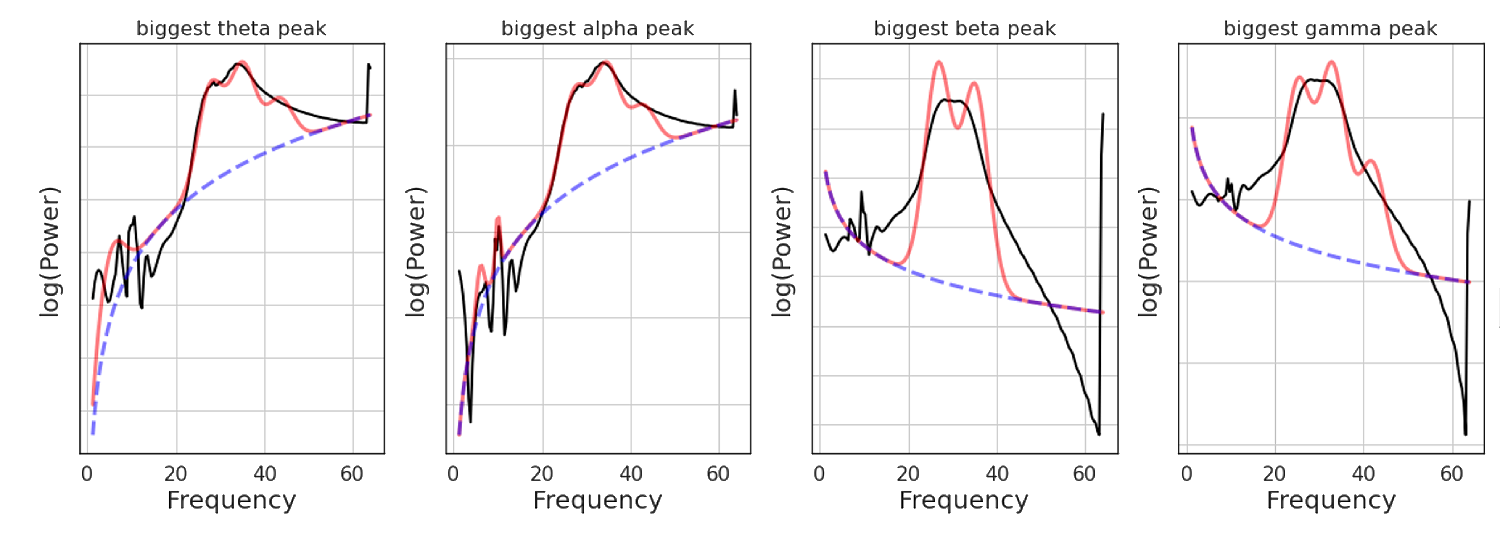 biggest theta peak
biggest alpha peak
biggest beta peak
biggest gamma peak
log(Power)
log(Power)
log(Power)
log(Power)
0 20 40 60
0 20 40 60
0 20 40 60
0 20 40 60
Frequency
Frequency
Frequency
Frequency